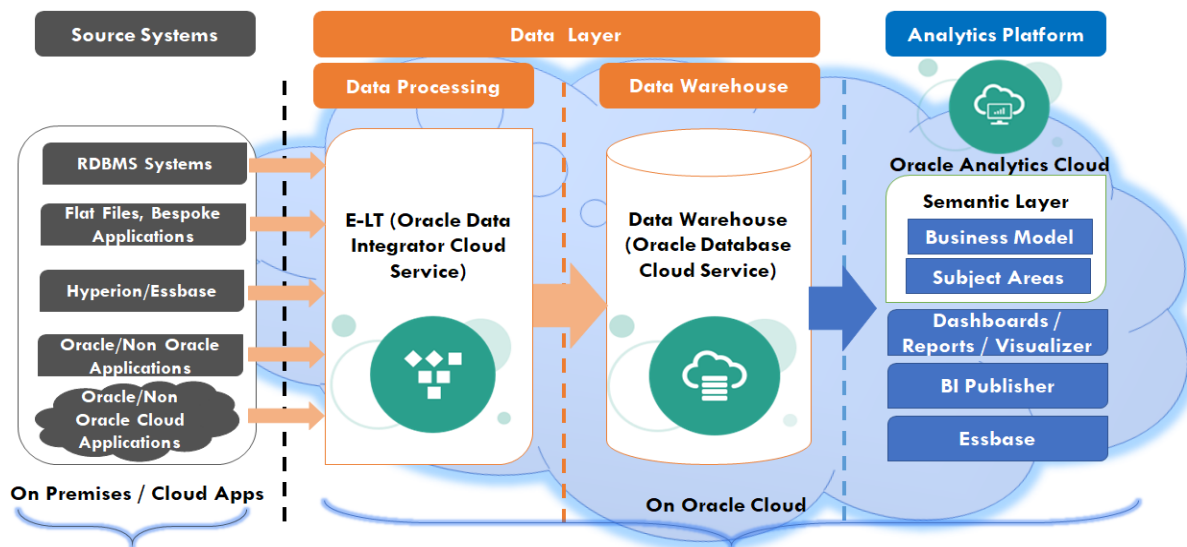 Source Systems
Data Layer
Analytics Platform
Data Processing
Data Warehouse
RDBMS Systems
Flat Files, Bespoke
Applications
Hyperion/Essbase
Oracle/Non Oracle
Applications
Oracle/Non
Oracle Cloud
Applications
On Premises / Cloud Apps
E-LT (Oracle Data
Integrator Cloud
Service)
Data Warehouse
(Oracle Database
Cloud Service)
Oracle Analytics Cloud
Semantic Layer
Business Model
Subject Areas
Dashboards /
Reports / Visualizer
BI Publisher
Essbase
On Oracle Cloud